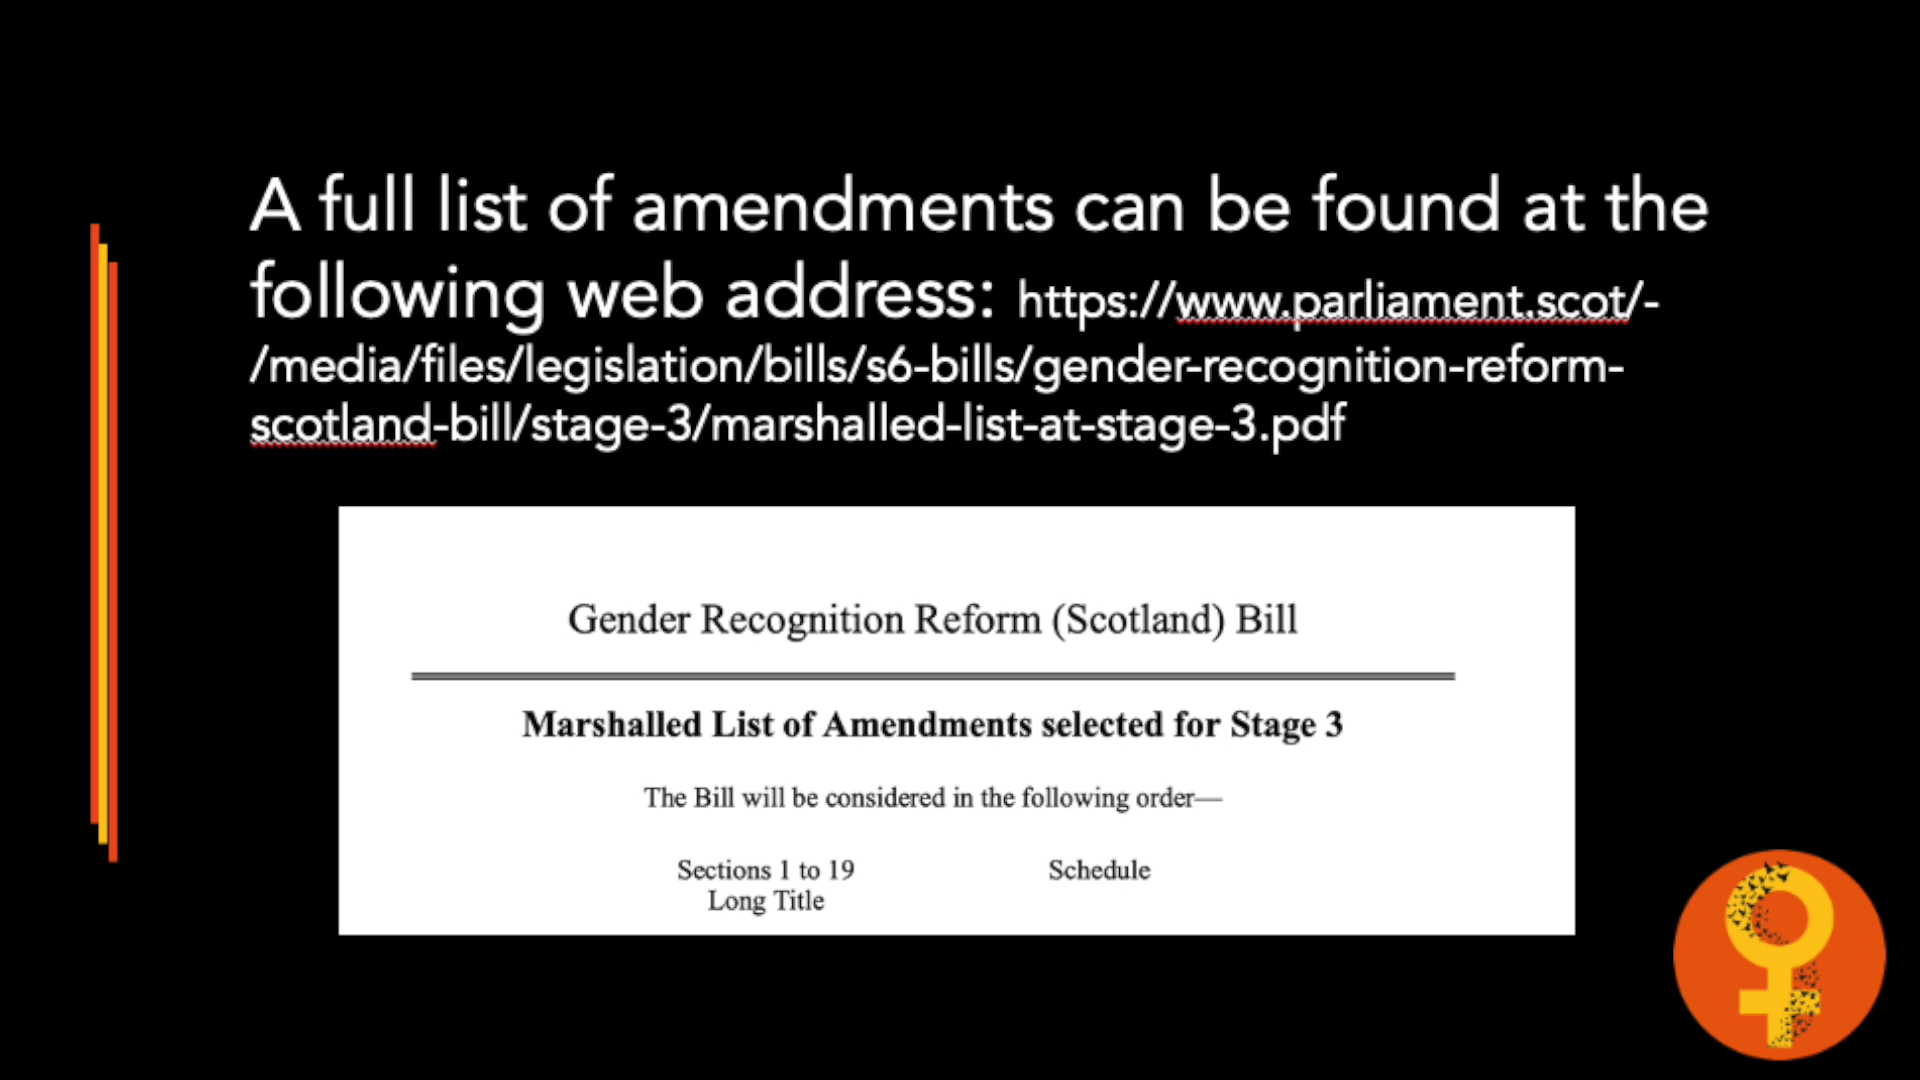 A full list of amendments can be found at the
following web address: https://www.parliament.scot/-
/media/files/legislation/bills/s6-bills/gender-recognition-reform-
scotland-bill/stage-3/marshalled-list-at-stage-3.pdf
Gender Recognition Reform (Scotland) Bill
Marshalled List of Amendments selected for Stage 3
The Bill will be considered in the following order—
Sections 1 to 19 Schedule
Long Title